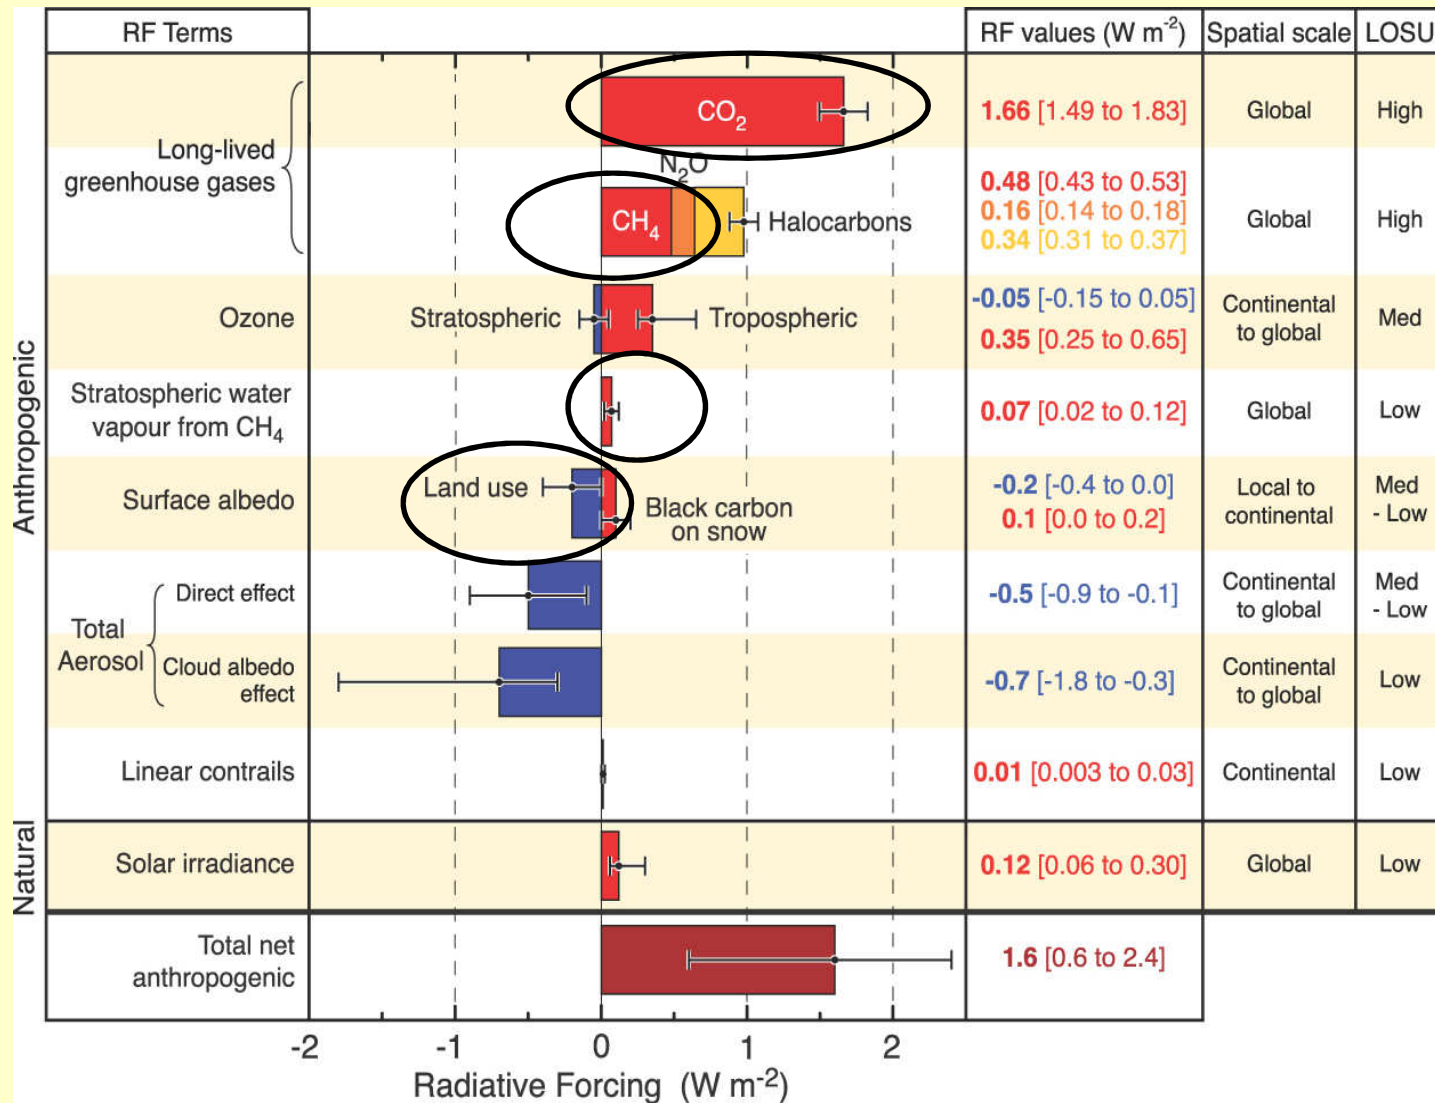 RF Terms
RF values (W m-2)
Spatial scale
LOSU
Anthropogenic
Long-lived
greenhouse gases
CO2
1.66 [1.49 to 1.83]
Global
High
N2O
CH4
Halocarbons
0.48 [0.43 to 0.53]
0.16 [0.14 to 0.18]
0.34 [0.31 to 0.37]
Global
High
Ozone
Stratospheric
Tropospheric
-0.05 [-0.15 to 0.05]
0.35 [0.25 to 0.65]
Continental
to global
Med
Stratospheric water
vapour from CH4
0.07 [0.02 to 0.12]
Global
Low
Surface albedo
Land use
Black carbon
on snow
-0.2 [-0.4 to 0.0]
0.1 [0.0 to 0.2]
Local to
continental
Med
- Low
Total
Aerosol
Direct effect
-0.5 [-0.9 to -0.1]
Continental
to global
Med
- Low
Cloud albedo
effect
-0.7 [-1.8 to -0.3]
Continental
to global
Low
Linear contrails
0.01 [0.003 to 0.03]
Continental
Low
Natural
Solar irradiance
0.12 [0.06 to 0.30]
Global
Low
Total net
anthropogenic
1.6 [0.6 to 2.4]
-2 -1 0 1 2
Radiative Forcing (W m-2)